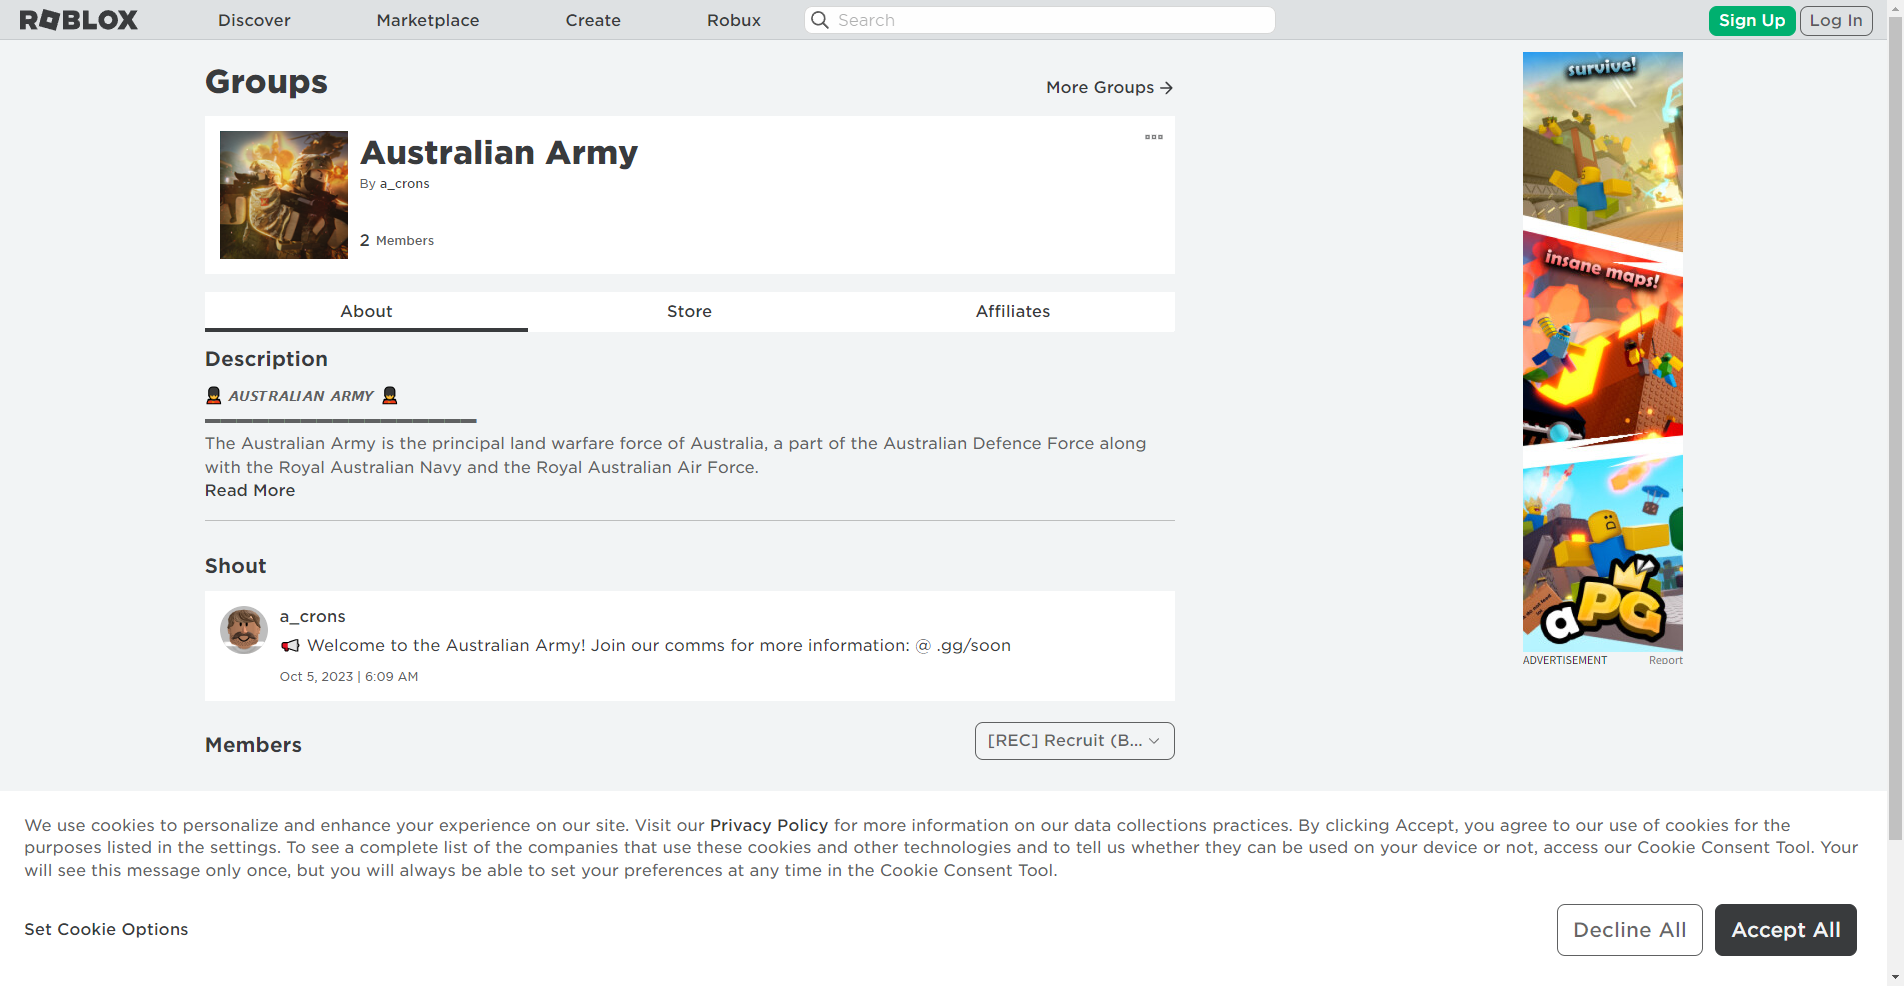 ROBLOX Discover Marketplace Create Robux Search Sign Up Log In
Groups
More Groups
Australian Army
By a_crons
2 Members
About Store Affiliates
Description
AUSTRALIAN ARMY
The Australian Army is the principal land warfare force of Australia, a part of the Australian Defence Force along
with the Royal Australian Navy and the Royal Australian Air Force.
Read More
Shout
a_crons
Welcome to the Australian Army! Join our comms for more information: @ .gg/soon
Oct 5, 2023 | 6:09 AM
Members
[REC] Recruit (B...
survive!
insane maps!
aPG
ADVERTISEMENT Report
We use cookies to personalize and enhance your experience on our site. Visit our Privacy Policy for more information on our data collections practices. By clicking Accept, you agree to our use of cookies for the
purposes listed in the settings. To see a complete list of the companies that use these cookies and other technologies and to tell us whether they can be used on your device or not, access our Cookie Consent Tool. Your
will see this message only once, but you will always be able to set your preferences at any time in the Cookie Consent Tool.
Set Cookie Options
Decline All Accept All